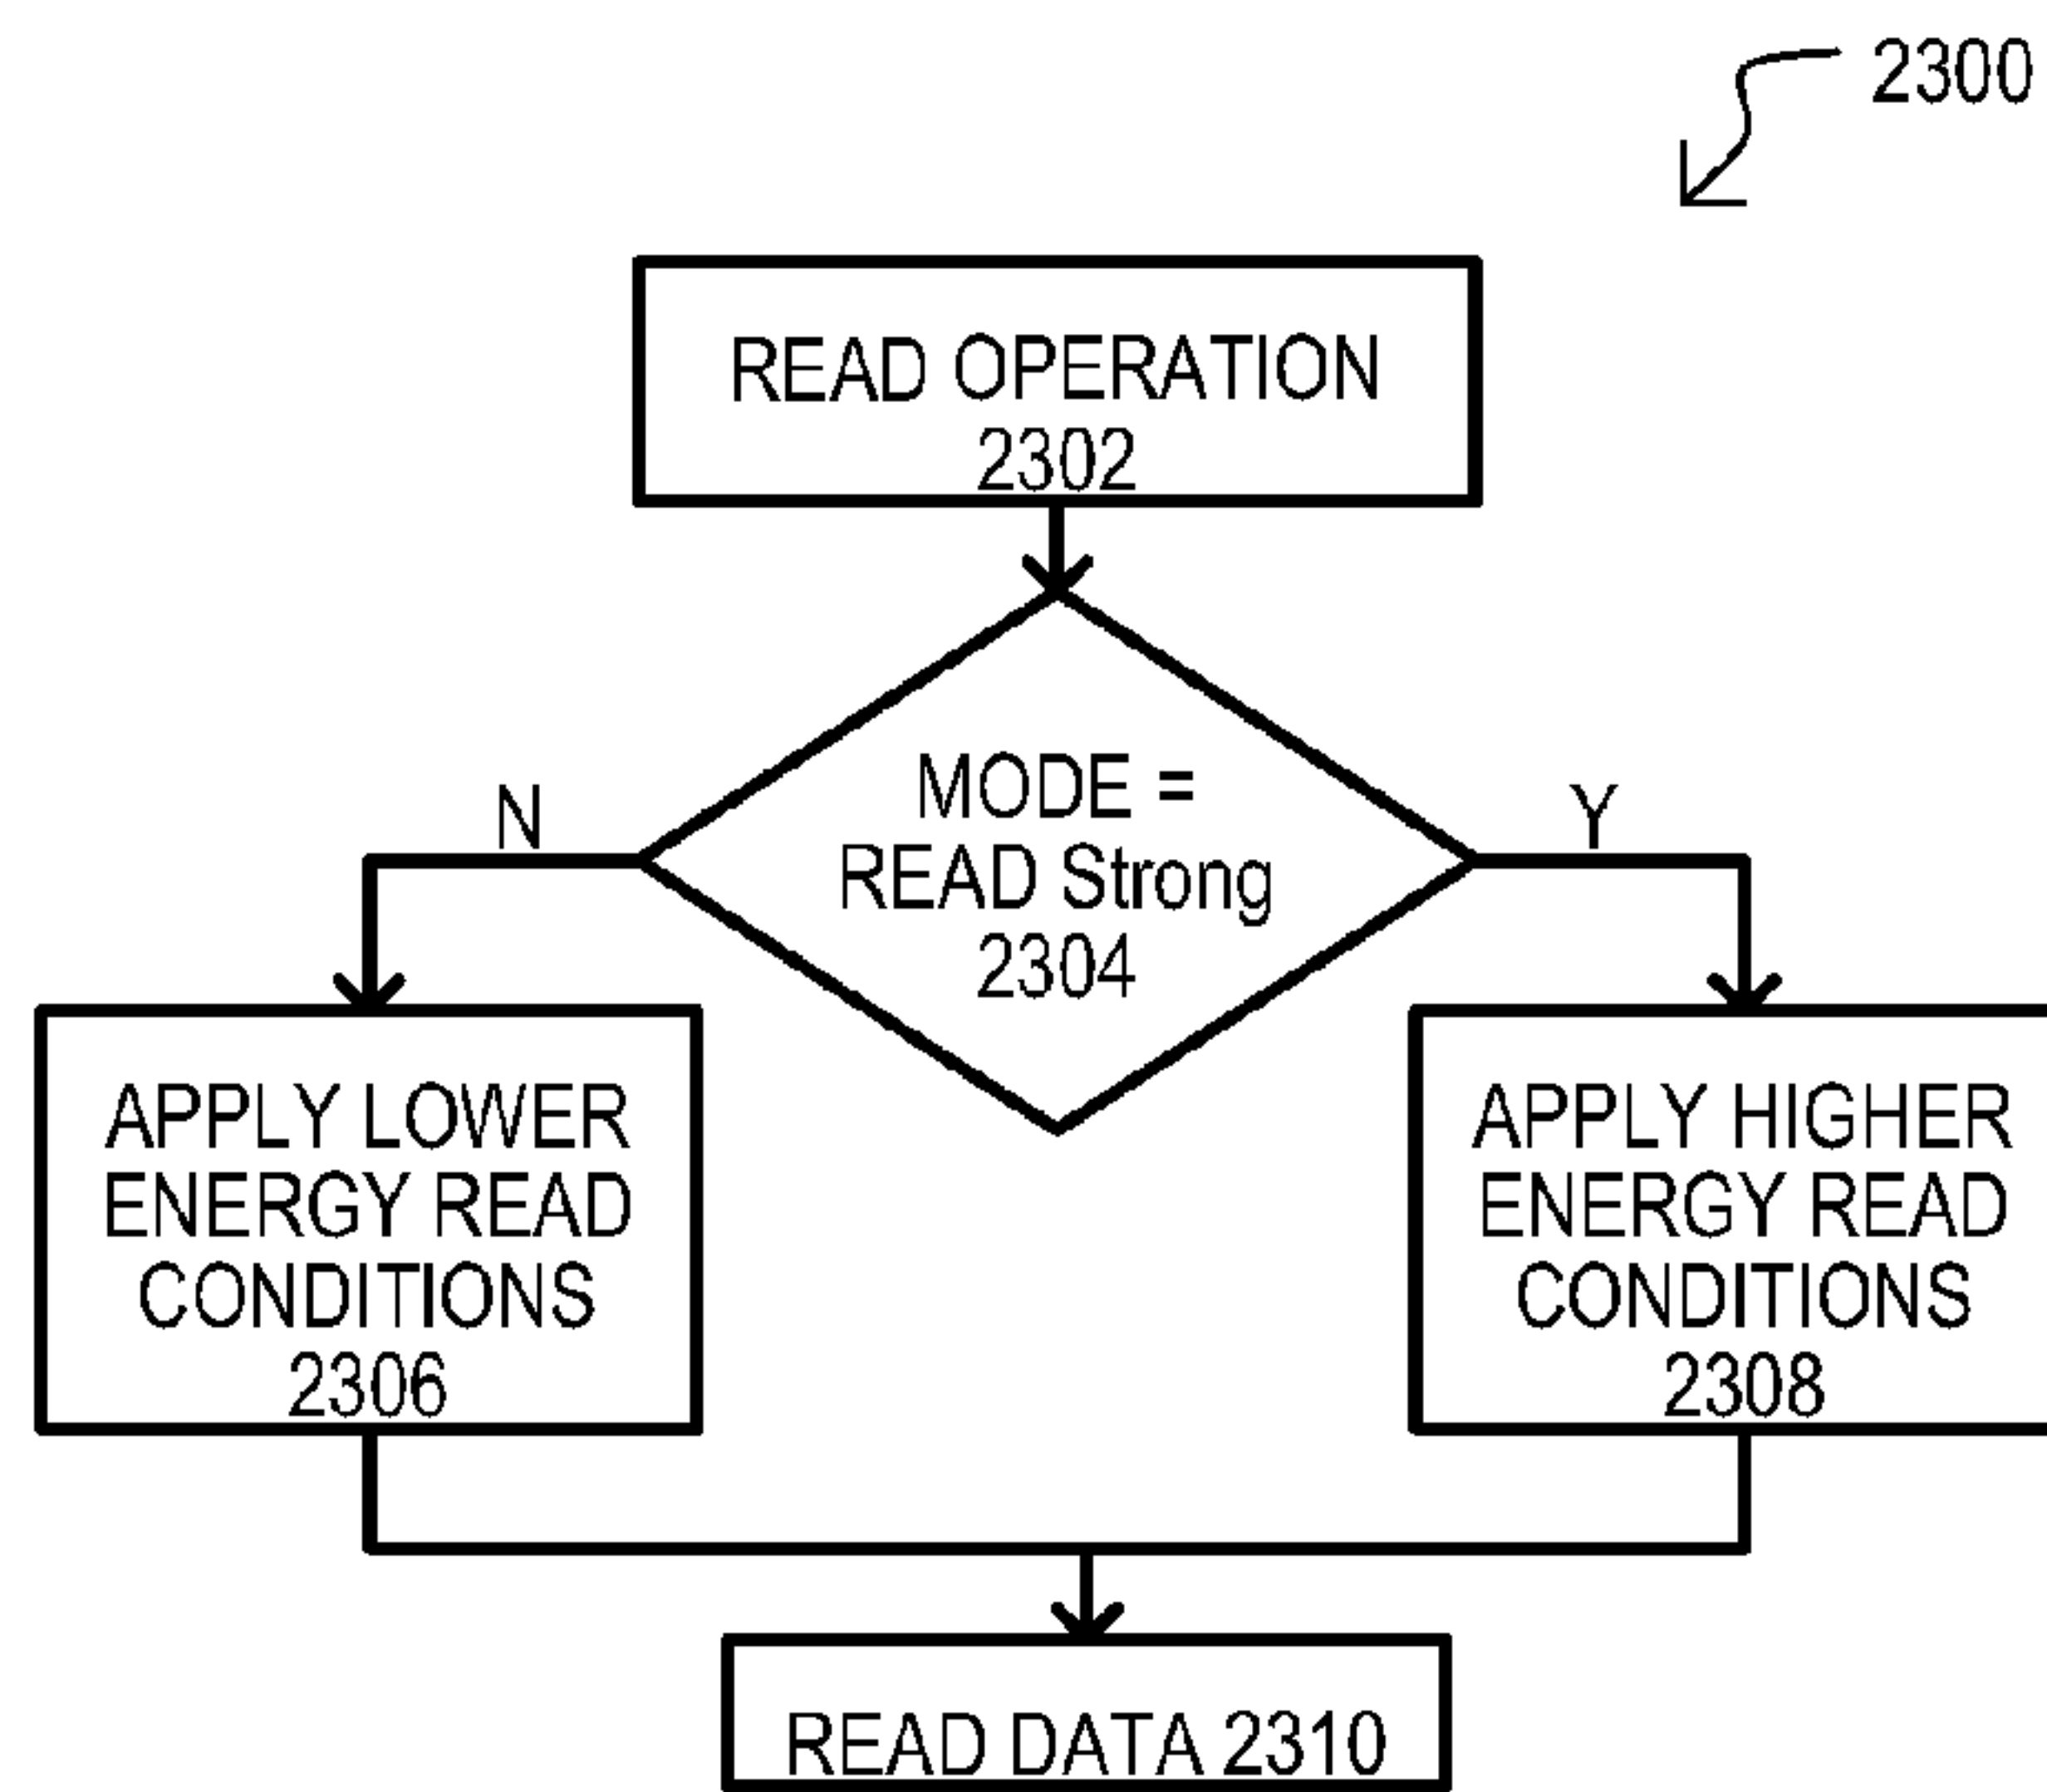 2300
READ OPERATION
2302
MODE =
READ Strong
2304
N
Y
APPLY LOWER
ENERGY READ
CONDITIONS
2306
APPLY HIGHER
ENERGY READ
CONDITIONS
2308
READ DATA 2310